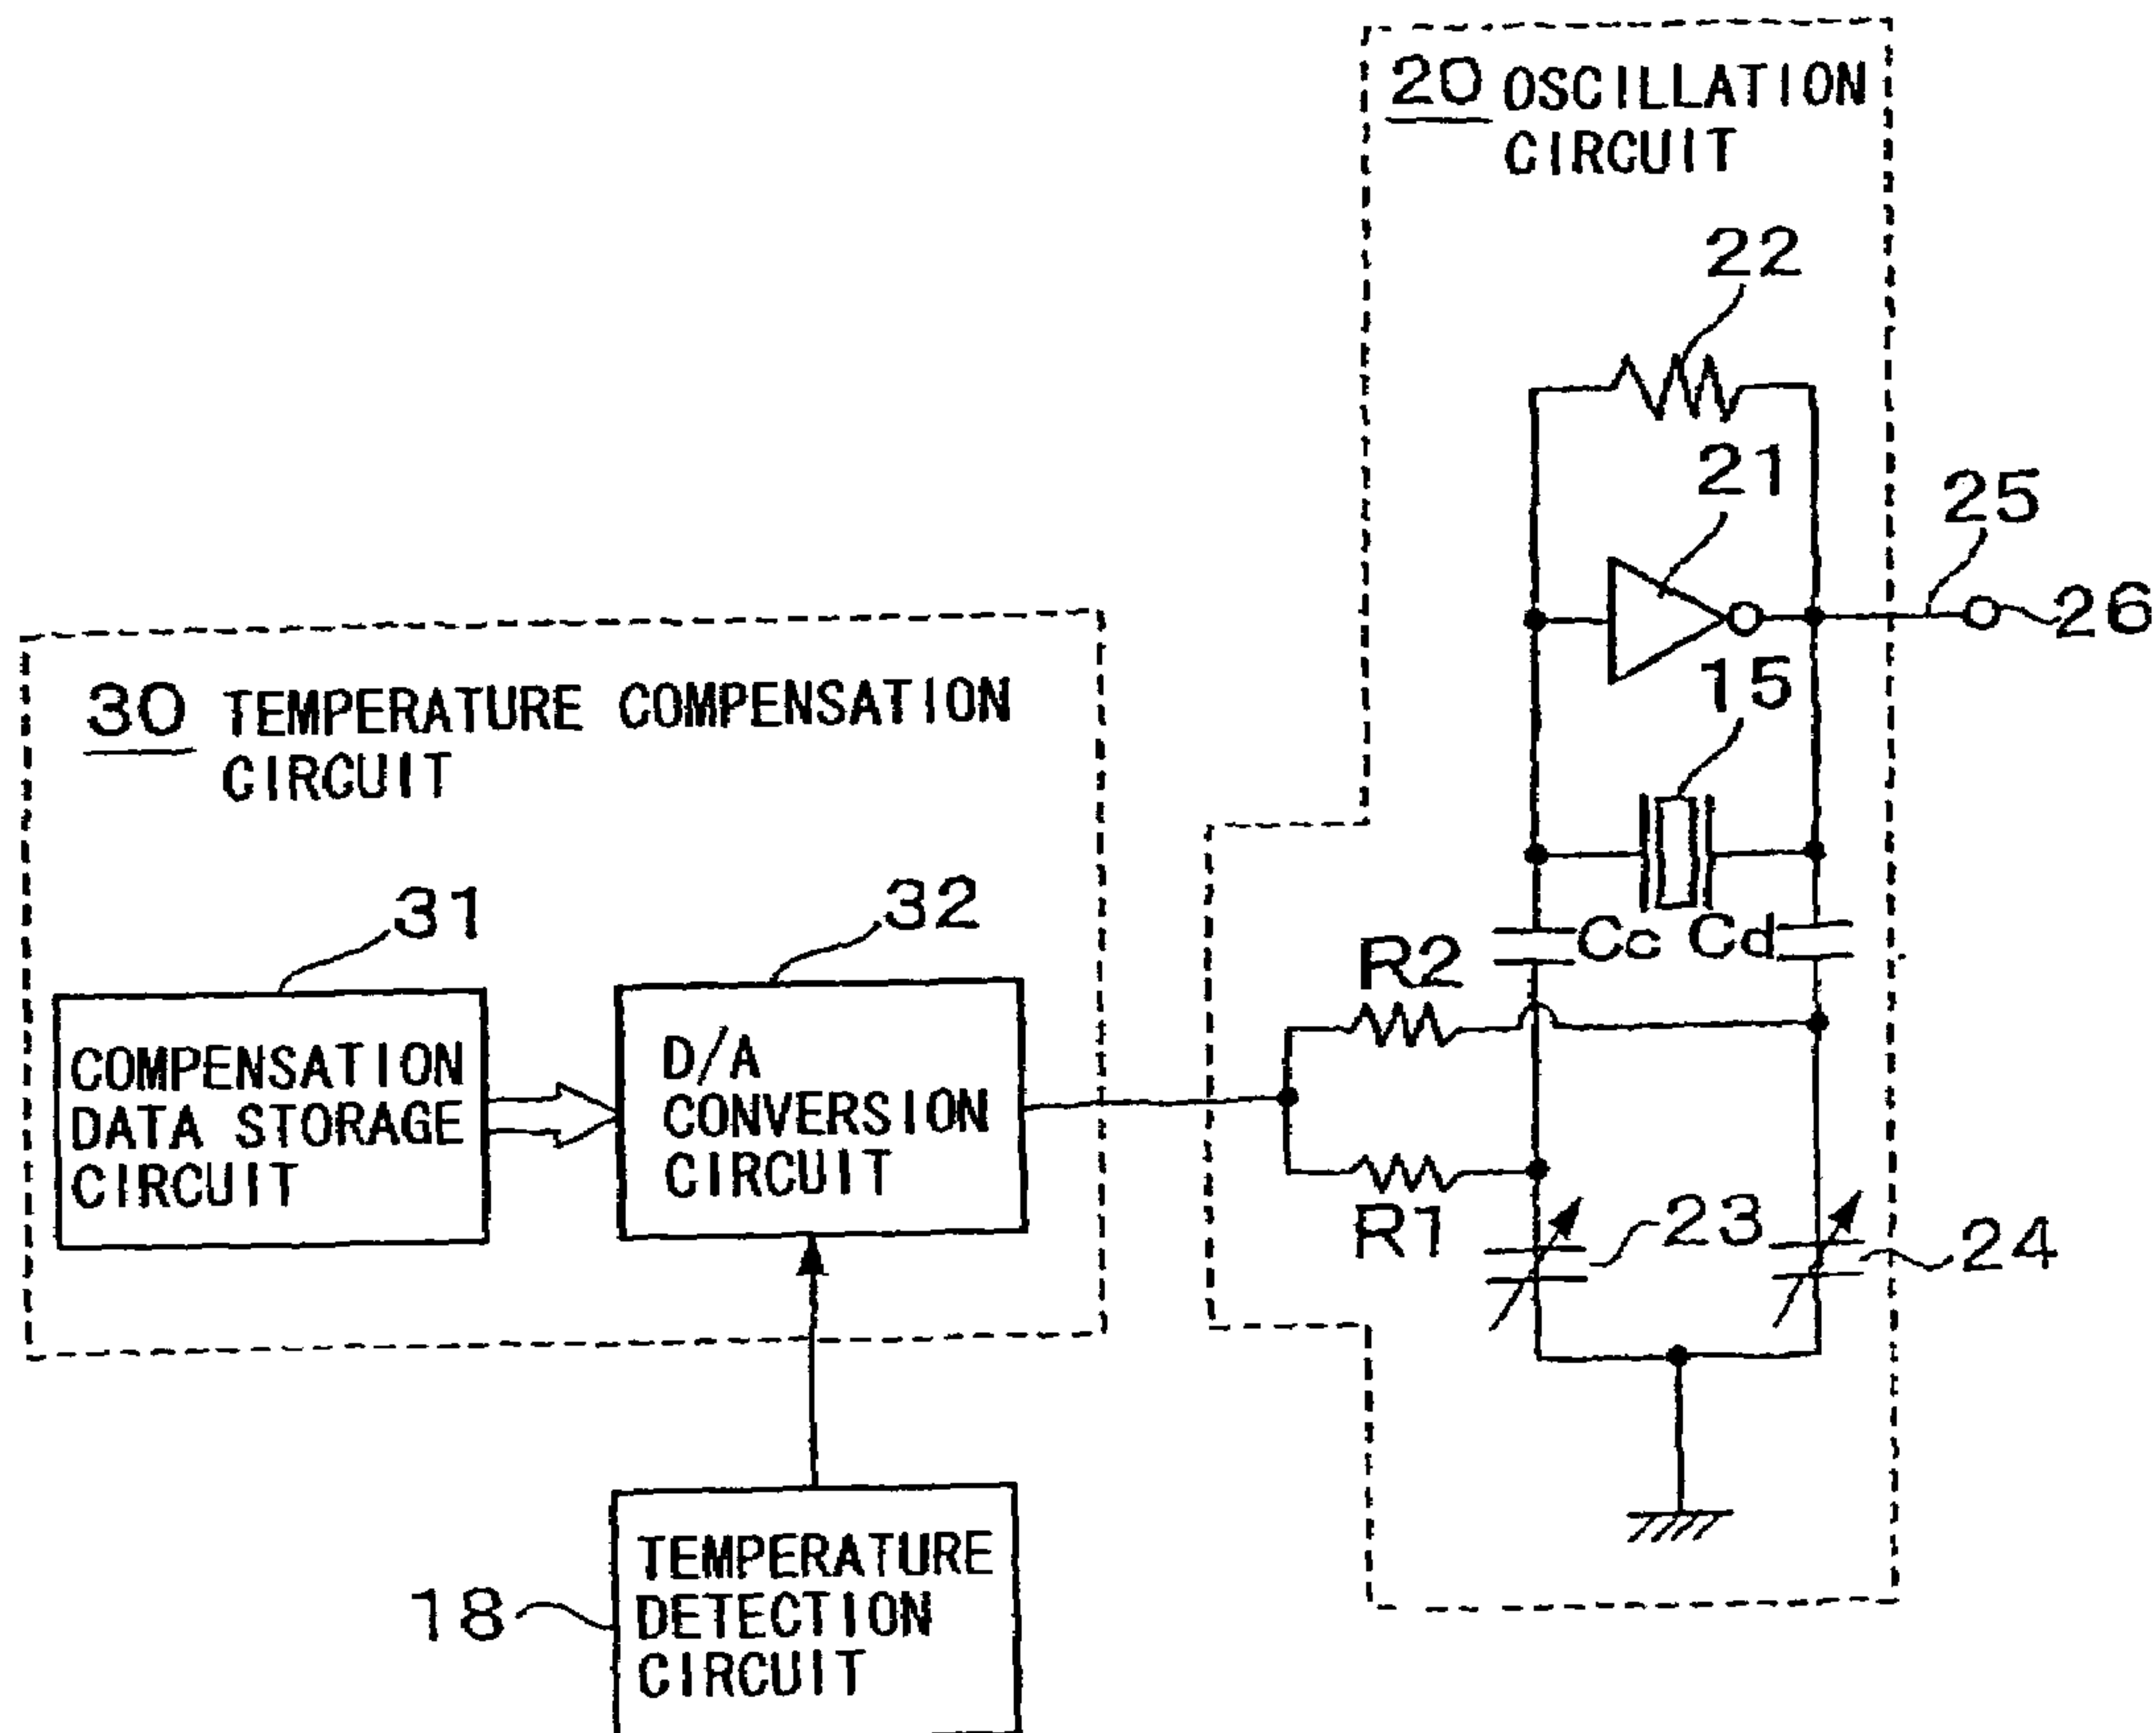 20 OSCILLATION
CIRCUIT
22
21
25
26
15
30 TEMPERATURE COMPENSATION
CIRCUIT
31
32
Cc Cd
R2
COMPENSATION
DATA STORAGE
CIRCUIT
D/A
CONVERSION
CIRCUIT
R1
23
24
18
TEMPERATURE
DETECTION
CIRCUIT